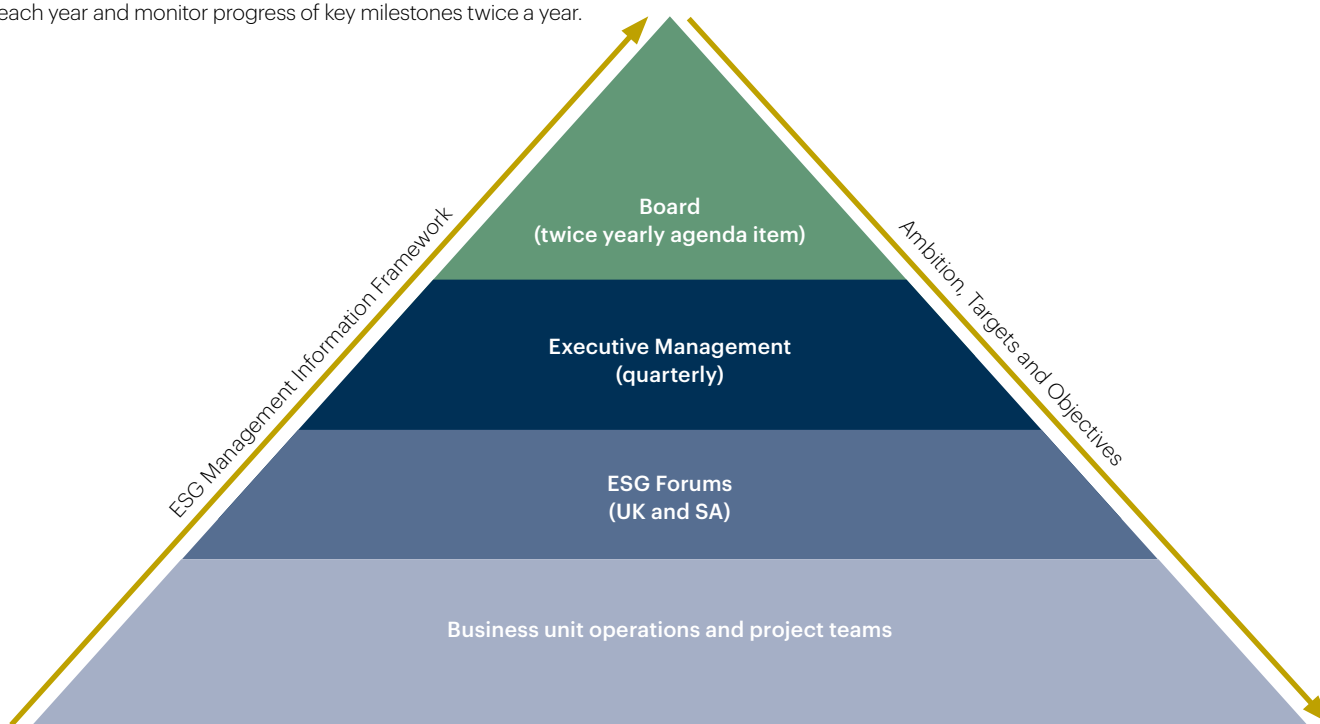 each year and monitor progress of key milestones twice a year.
Board
(twice yearly agenda item)
ESG Management Information Framework
Ambition, Targets and Objectives
Executive Management
(quarterly)
ESG Forums
(UK and SA)
Business unit operations and project teams